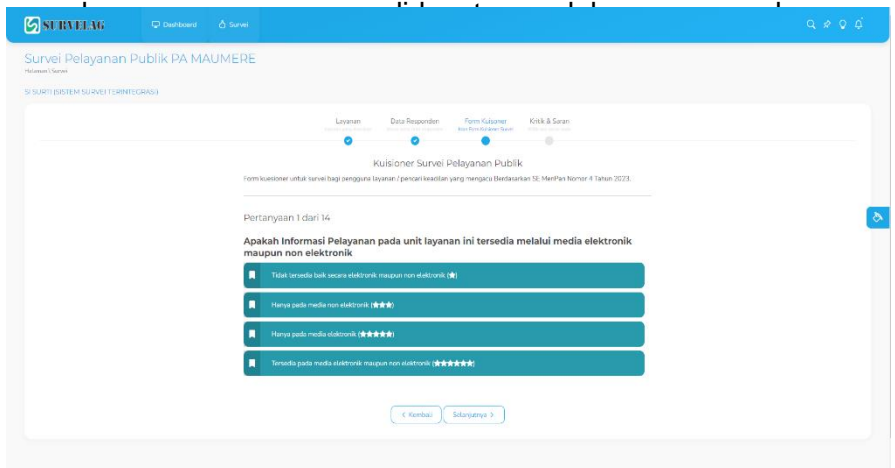 SURVELAG
Dashboard
Survei
Survei Pelayanan Publik PA MAUMERE
Halaman \ Survei
SI SURTI (SISTEM SURVEI TERINTEGRASI)
Layanan
Data Responden
Form Kuisoner
Kritik & Saran
Kuisioner Survei Pelayanan Publik
Form kuesioner untuk survei bagi pengguna layanan / pencari keadilan yang mengacu Berdasarkan SE MenPan Nomor 4 Tahun 2023.
Pertanyaan 1 dari 14
Apakah Informasi Pelayanan pada unit layanan ini tersedia melalui media elektronik
maupun non elektronik
Tidak tersedia baik secara elektronik maupun non elektronik (★)
Hanya pada media non elektronik (★★★)
Hanya pada media elektronik (★★★★★)
Tersedia pada media elektronik maupun non elektronik (★★★★★★)
< Kembali
Selanjutnya >